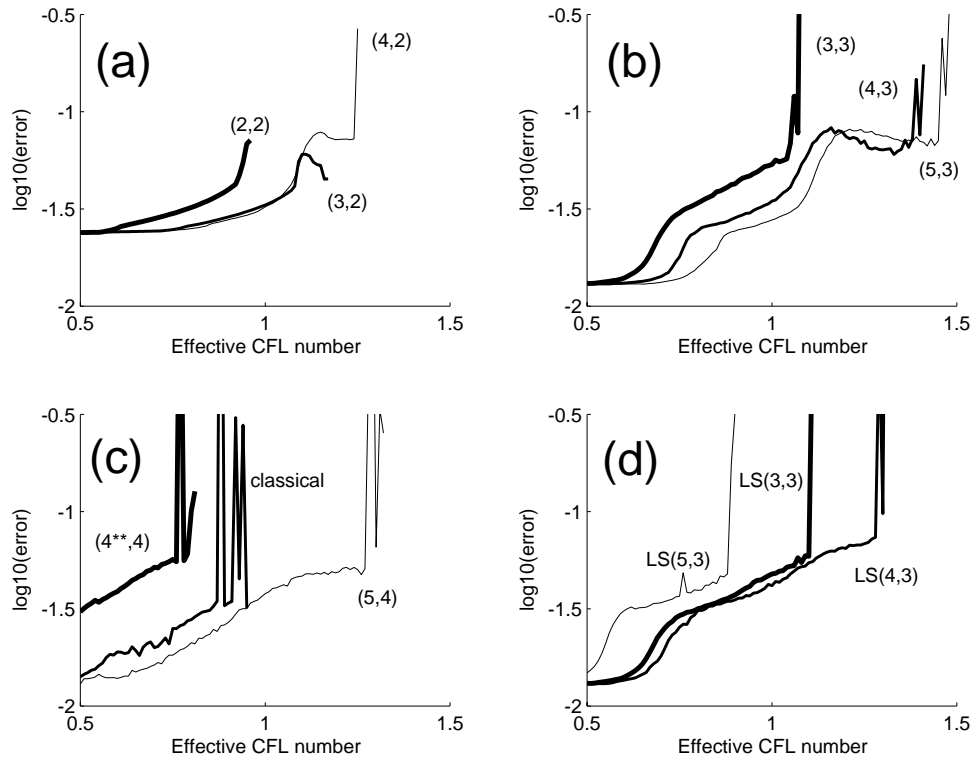 (a)
-0.5
-1
-1.5
-2
log10(error)
(2,2)
(4,2)
(3,2)
0.5
1
1.5
Effective CFL number
(b)
-0.5
-1
-1.5
-2
log10(error)
(3,3)
(4,3)
(5,3)
0.5
1
1.5
Effective CFL number
(c)
-0.5
-1
-1.5
-2
log10(error)
classical
(4**,4)
(5,4)
0.5
1
1.5
Effective CFL number
(d)
-0.5
-1
-1.5
-2
log10(error)
LS(3,3)
LS(5,3)
LS(4,3)
0.5
1
1.5
Effective CFL number